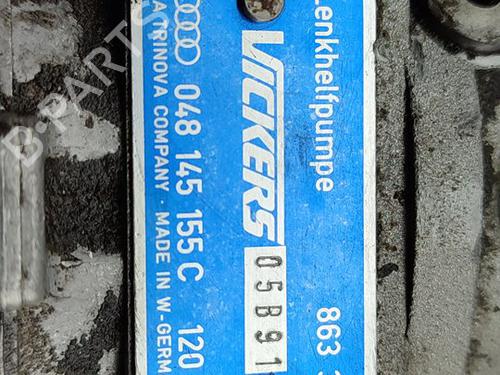 Lenkhelfpumpe 863
VICKERS 05B91
048 145 155 C 120
A TRINOVA COMPANY · MADE IN W-GERM
B-PARTS